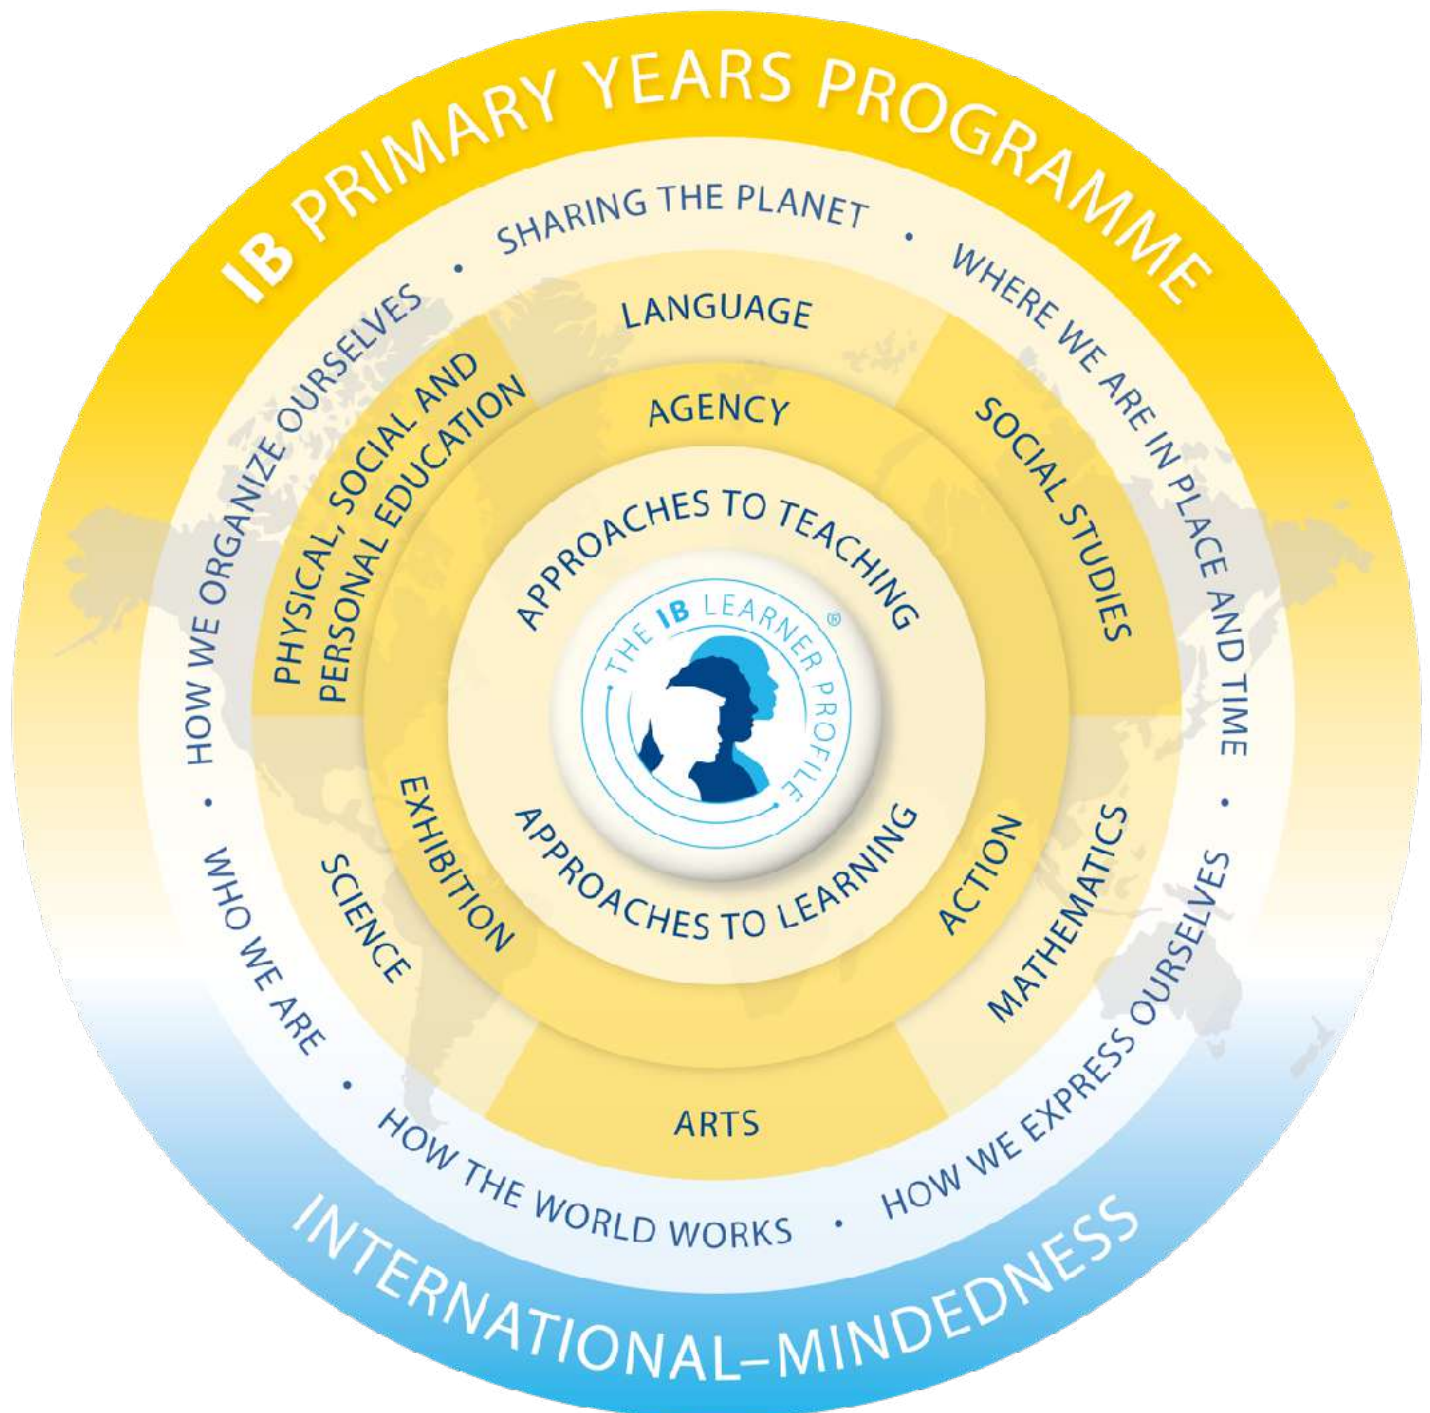 IB PRIMARY YEARS PROGRAMME
SHARING THE PLANET
WHERE WE ARE IN PLACE AND TIME
HOW WE EXPRESS OURSELVES
HOW THE WORLD WORKS
WHO WE ARE
HOW WE ORGANIZE OURSELVES
LANGUAGE
SOCIAL STUDIES
MATHEMATICS
ARTS
SCIENCE
PHYSICAL, SOCIAL AND
PERSONAL EDUCATION
AGENCY
ACTION
EXHIBITION
APPROACHES TO TEACHING
APPROACHES TO LEARNING
THE IB LEARNER PROFILE ®
INTERNATIONAL–MINDEDNESS